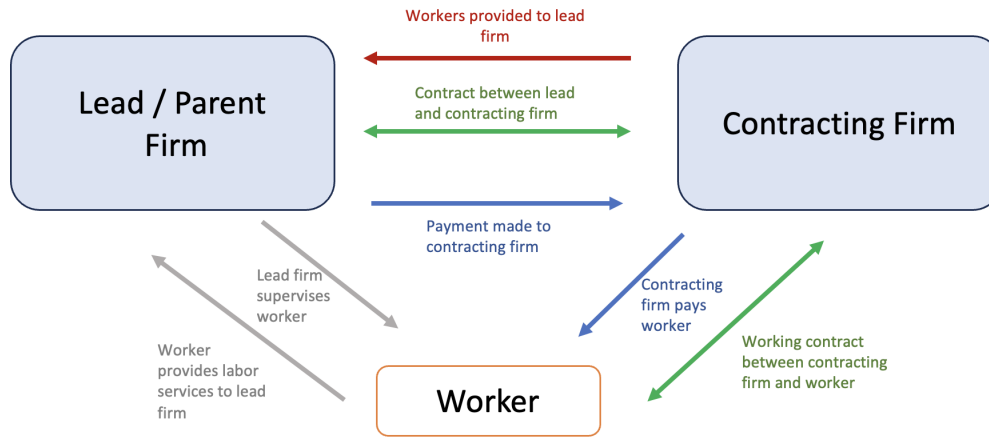 Workers provided to lead
firm
Lead / Parent
Firm
Contract between lead
and contracting firm
Contracting Firm
Payment made to
contracting firm
Lead firm
supervises
worker
Contracting
firm pays
worker
Worker
provides labor
services to lead
firm
Working contract
between contracting
firm and worker
Worker